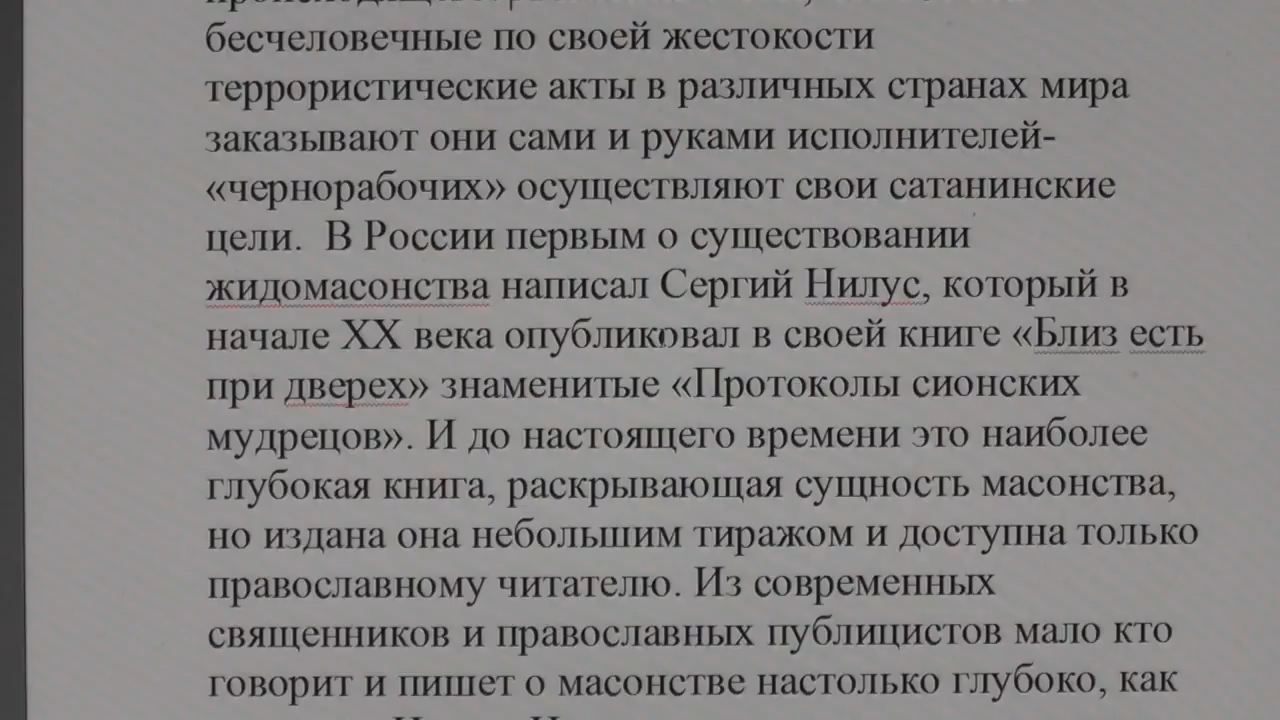 бесчеловечные по своей жестокости
террористические акты в различных странах мира
заказывают они сами и руками исполнителей-
«чернорабочих» осуществляют свои сатанинские
цели. В России первым о существовании
жидомасонства написал Сергий Нилус, который в
начале ХХ века опубликовал в своей книге «Близ есть
при дверех» знаменитые «Протоколы сионских
мудрецов». И до настоящего времени это наиболее
глубокая книга, раскрывающая сущность масонства,
но издана она небольшим тиражом и доступна только
православному читателю. Из современных
священников и православных публицистов мало кто
говорит и пишет о масонстве настолько глубоко, как